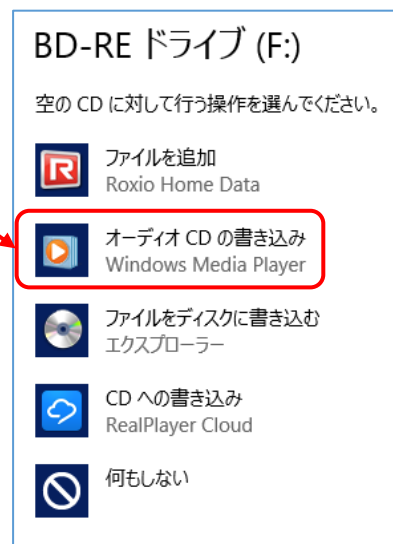 BD-RE ドライブ (F:)
空の CD に対して行う操作を選んでください。
ファイルを追加
Roxio Home Data
オーディオ CD の書き込み
Windows Media Player
ファイルをディスクに書き込む
エクスプローラー
CD への書き込み
RealPlayer Cloud
何もしない